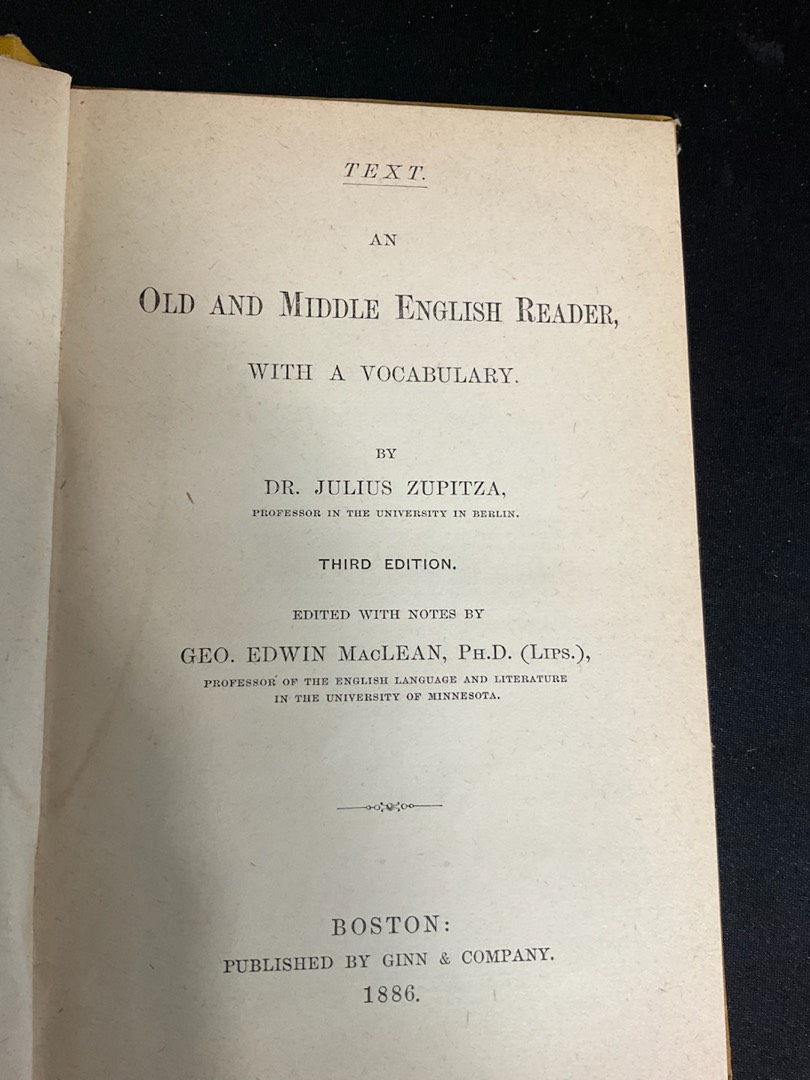 TEXT.
AN
OLD AND MIDDLE ENGLISH READER,
WITH A VOCABULARY.
BY
DR. JULIUS ZUPITZA,
PROFESSOR IN THE UNIVERSITY IN BERLIN.
THIRD EDITION.
EDITED WITH NOTES BY
GEO. EDWIN MACLEAN, PH.D. (LIPS.),
PROFESSOR OF THE ENGLISH LANGUAGE AND LITERATURE
IN THE UNIVERSITY OF MINNESOTA.
BOSTON:
PUBLISHED BY GINN & COMPANY.
1886.